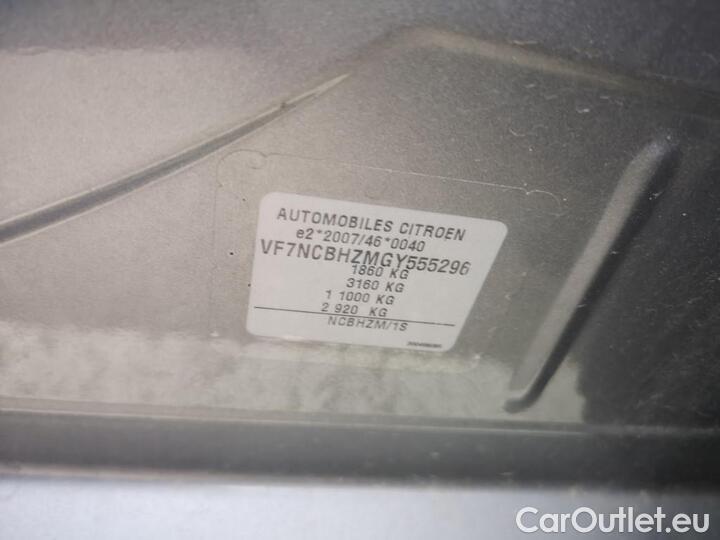 AUTOMOBILES CITROEN
e2*2007/46*0040
VF7NCBHZMGY555296
1860 KG
3160 KG
1 1000 KG
2 920 KG
NCBHZM/1S
CarOutlet.eu